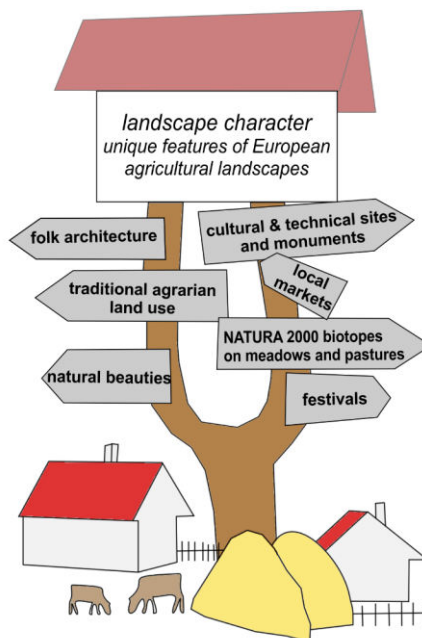 landscape character
unique features of European
agricultural landscapes
folk architecture
cultural & technical sites
and monuments
local
markets
traditional agrarian
land use
NATURA 2000 biotopes
on meadows and pastures
natural beauties
festivals